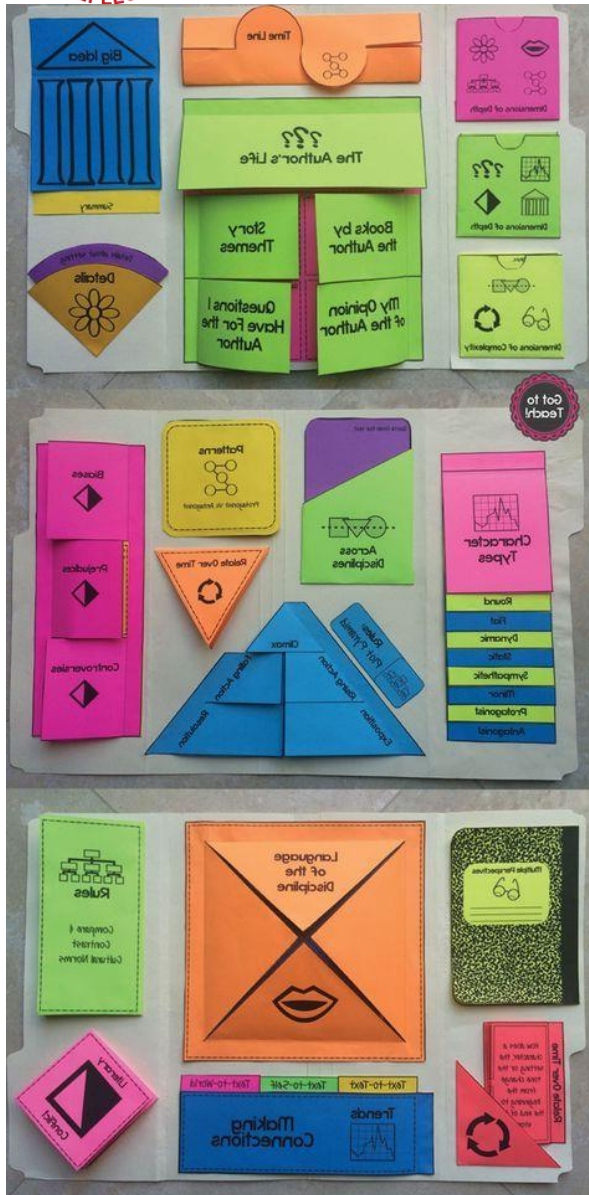 Big Idea
Summary
Details about setting
Details
Time Line
???
The Author's Life
Story
Themes
Books by
the Author
Questions I
Have For the
Author
My Opinion
of the Author
Dimensions of Depth
???
Dimensions of Depth
Dimensions of Complexity
Got to
Teach!
Biases
Prejudices
Controversies
Patterns
Protagonist vs Antagonist
Relate Over Time
Across
Disciplines
Rules:
Plot Pyramid
Climax
Falling Action
Rising Action
Resolution
Exposition
Character
Types
Round
Flat
Dynamic
Static
Sympathetic
Minor
Protagonist
Antagonist
Rules
Compare &
Contrast
Cultural Norms
Literary
Conflict
Language
of the
Discipline
Text-to-World
Text-to-Self
Text-to-Text
Making
Connections
Trends
Multiple Perspectives
How does a
character, the
setting or the
tone change
from the
beginning to
the end of the
Relate Over Time